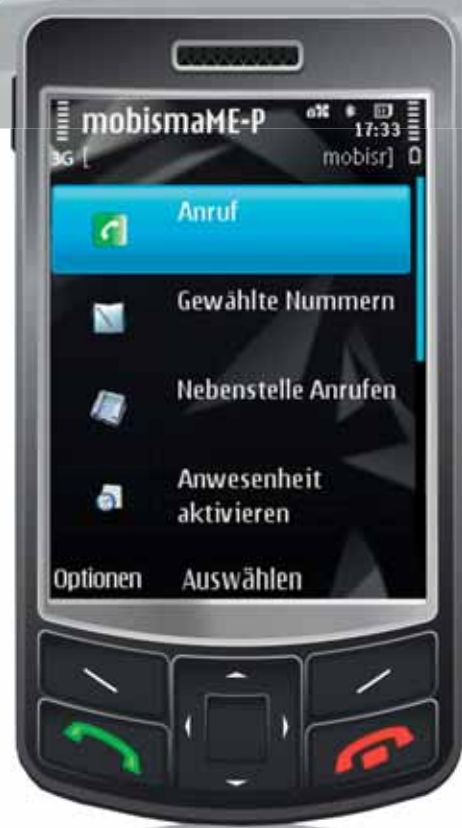 mobismaME-P
17:33
3G [ mobisr]
Anruf
Gewählte Nummern
Nebenstelle Anrufen
Anwesenheit
aktivieren
Optionen Auswählen